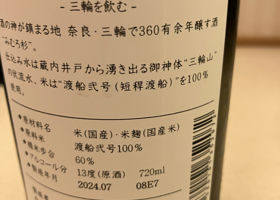 - 三輪を飲む -
酒の神が鎮まる地 奈良・三輪で360有余年醸す酒
“みむろ杉”。
仕込み水は蔵内井戸から湧き出る御神体“三輪山”
の伏流水、米は“渡船弐号(短稈渡船)”を100%
使用。
●原材料名 米(国産)・米麹(国産米)
●原料米 渡船弐号100%
●精米歩合 60%
●アルコール分 13度(原酒) 720ml
●製造年月 2024.07 08E7